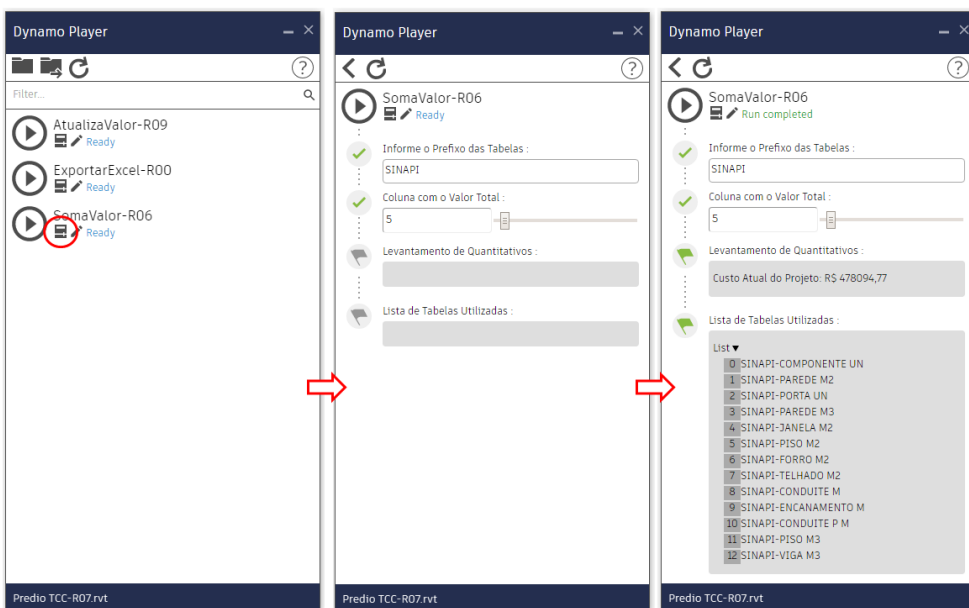 Dynamo Player
Filter...
AtualizaValor-R09
Ready
ExportarExcel-R00
Ready
SomaValor-R06
Ready
Predio TCC-R07.rvt
Dynamo Player
SomaValor-R06
Ready
Informe o Prefixo das Tabelas :
SINAPI
Coluna com o Valor Total :
5
Levantamento de Quantitativos :
Lista de Tabelas Utilizadas :
Predio TCC-R07.rvt
Dynamo Player
SomaValor-R06
Run completed
Informe o Prefixo das Tabelas :
SINAPI
Coluna com o Valor Total :
5
Levantamento de Quantitativos :
Custo Atual do Projeto: R$ 478094,77
Lista de Tabelas Utilizadas :
List
0 SINAPI-COMPONENTE UN
1 SINAPI-PAREDE M2
2 SINAPI-PORTA UN
3 SINAPI-PAREDE M3
4 SINAPI-JANELA M2
5 SINAPI-PISO M2
6 SINAPI-FORRO M2
7 SINAPI-TELHADO M2
8 SINAPI-CONDUITE M
9 SINAPI-ENCANAMENTO M
10 SINAPI-CONDUITE P M
11 SINAPI-PISO M3
12 SINAPI-VIGA M3
Predio TCC-R07.rvt